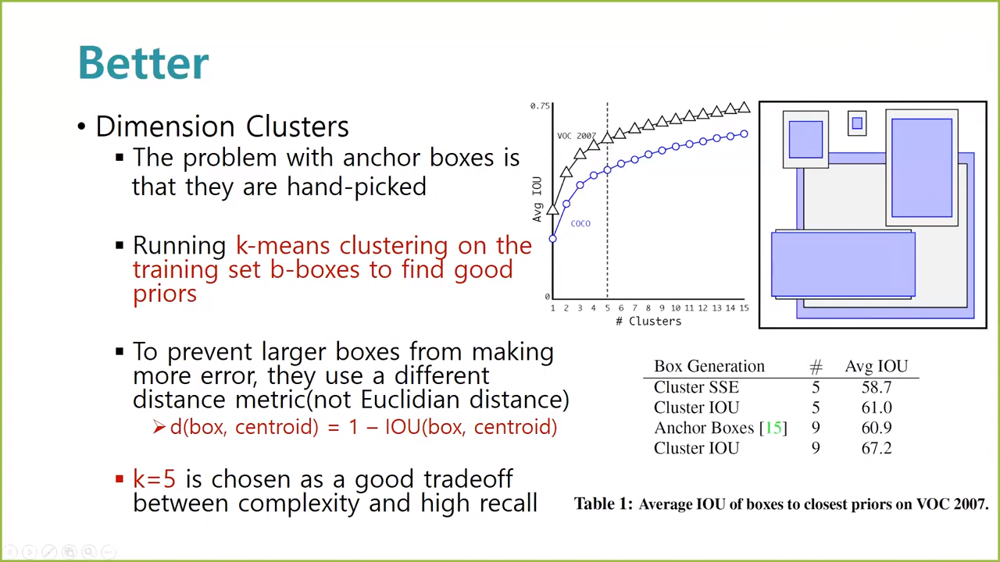 Better
• Dimension Clusters
▪ The problem with anchor boxes is
that they are hand-picked
▪ Running k-means clustering on the
training set b-boxes to find good
priors
▪ To prevent larger boxes from making
more error, they use a different
distance metric(not Euclidian distance)
➢ d(box, centroid) = 1 – IOU(box, centroid)
▪ k=5 is chosen as a good tradeoff
between complexity and high recall
0.75
VOC 2007
Avg IOU
COCO
0
1 2 3 4 5 6 7 8 9 10 11 12 13 14 15
# Clusters
Box Generation # Avg IOU
Cluster SSE 5 58.7
Cluster IOU 5 61.0
Anchor Boxes [15] 9 60.9
Cluster IOU 9 67.2
Table 1: Average IOU of boxes to closest priors on VOC 2007.